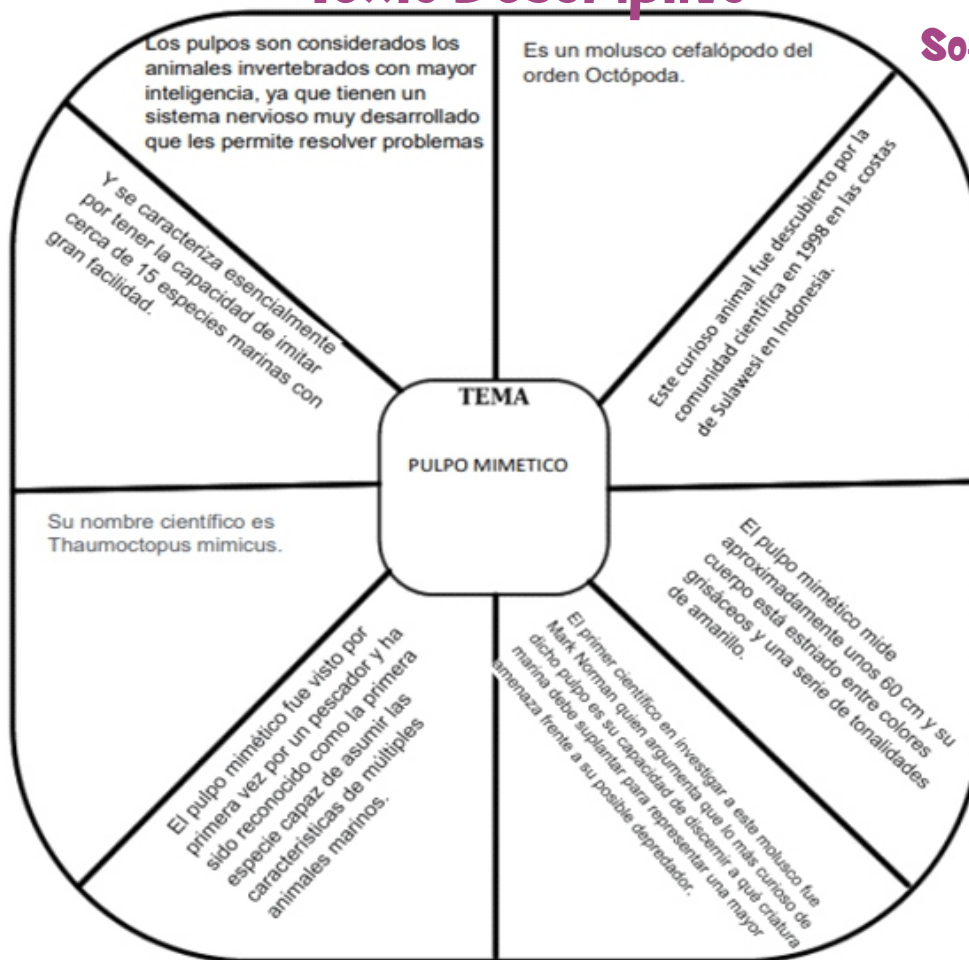 Texto Descriptivo
Los pulpos son considerados los
animales invertebrados con mayor
inteligencia, ya que tienen un
sistema nervioso muy desarrollado
que les permite resolver problemas
Es un molusco cefalópodo del
orden Octópoda.
Este curioso animal fue descubierto por la
comunidad científica en 1998 en las costas
de Sulawesi en Indonesia.
El pulpo mimético mide
aproximadamente unos 60 cm y su
cuerpo está estriado entre colores
grisáceos y una serie de tonalidades
de amarillo.
El primer científico en investigar a este molusco fue
Mark Norman quien argumenta que lo más curioso de
dicho pulpo es su capacidad de discernir a qué criatura
marina debe suplantar para representar una mayor
amenaza frente a su posible depredador.
El pulpo mimético fue visto por
primera vez por un pescador y ha
sido reconocido como la primera
especie capaz de asumir las
características de múltiples
animales marinos.
Su nombre científico es
Thaumoctopus mimicus.
Y se caracteriza esencialmente
por tener la capacidad de imitar
cerca de 15 especies marinas con
gran facilidad.
TEMA
PULPO MIMETICO